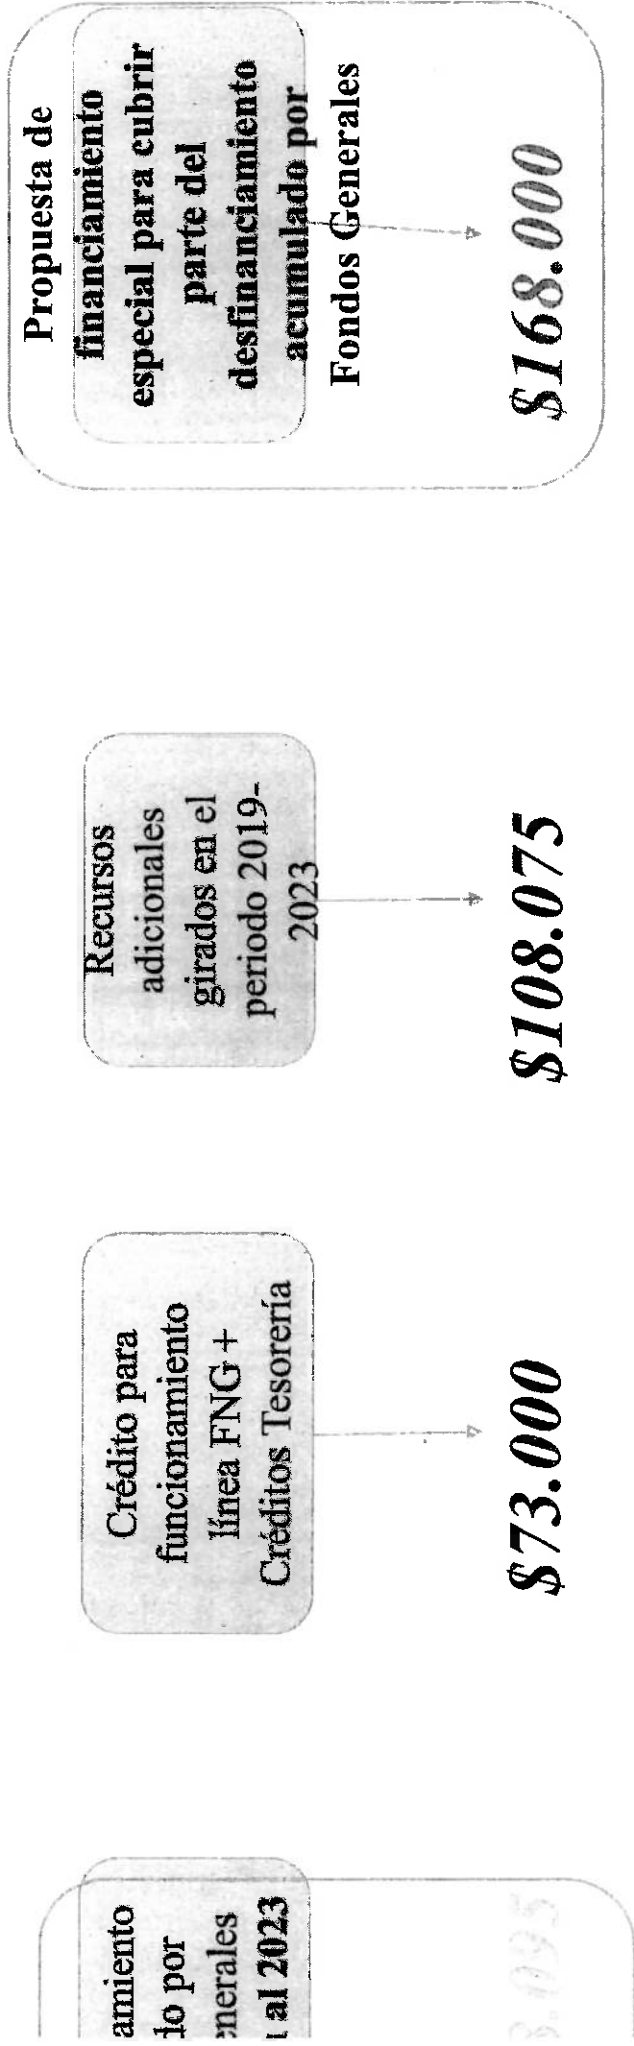 amiento
do por
enerales
al 2023
.095
Crédito para
funcionamiento
línea FNG +
Créditos Tesorería
$73.000
Recursos
adicionales
girados en el
periodo 2019-
2023
$108.075
Propuesta de
financiamiento
especial para cubrir
parte del
desfinanciamiento
acumulado por
Fondos Generales
$168.000